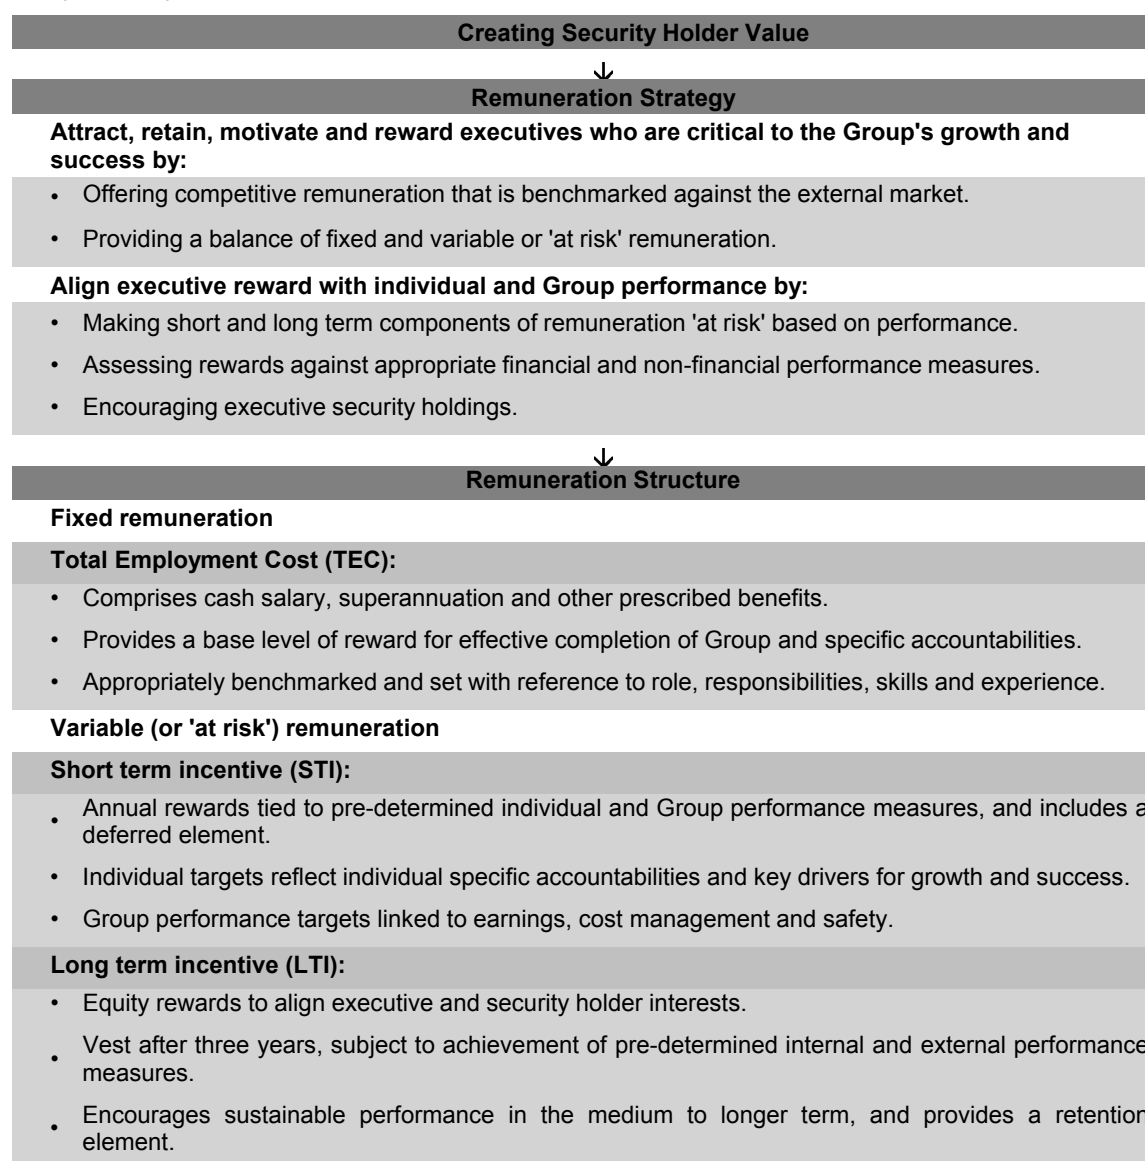 Creating Security Holder Value
↓
Remuneration Strategy
Attract, retain, motivate and reward executives who are critical to the Group's growth and
success by:
• Offering competitive remuneration that is benchmarked against the external market.
• Providing a balance of fixed and variable or 'at risk' remuneration.
Align executive reward with individual and Group performance by:
• Making short and long term components of remuneration 'at risk' based on performance.
• Assessing rewards against appropriate financial and non-financial performance measures.
• Encouraging executive security holdings.
↓
Remuneration Structure
Fixed remuneration
Total Employment Cost (TEC):
• Comprises cash salary, superannuation and other prescribed benefits.
• Provides a base level of reward for effective completion of Group and specific accountabilities.
• Appropriately benchmarked and set with reference to role, responsibilities, skills and experience.
Variable (or 'at risk') remuneration
Short term incentive (STI):
• Annual rewards tied to pre-determined individual and Group performance measures, and includes a
deferred element.
• Individual targets reflect individual specific accountabilities and key drivers for growth and success.
• Group performance targets linked to earnings, cost management and safety.
Long term incentive (LTI):
• Equity rewards to align executive and security holder interests.
• Vest after three years, subject to achievement of pre-determined internal and external performance
measures.
• Encourages sustainable performance in the medium to longer term, and provides a retention
element.